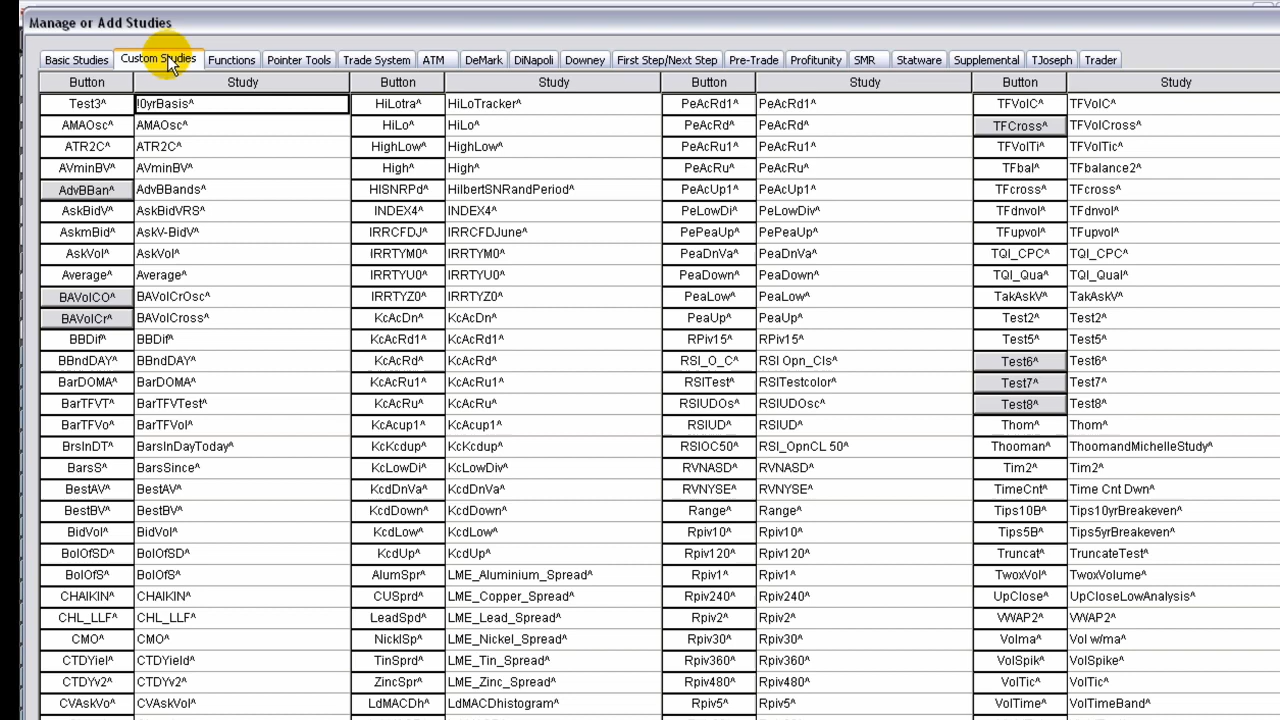 Manage or Add Studies
Basic Studies Custom Studies Functions Pointer Tools Trade System ATM DeMark DiNapoli Downey First Step/Next Step Pre-Trade Profitunity SMR Statware Supplemental TJoseph Trader
Button Study Button Study Button Study Button Study
Test3^ I0yrBasis^ HiLotra^ HiLoTracker^ PeAcRd1^ PeAcRd1^ TFVolC^ TFVolC^
AMAOsc^ AMAOsc^ HiLo^ HiLo^ PeAcRd^ PeAcRd^ TFCross^ TFVolCross^
ATR2C^ ATR2C^ HighLow^ HighLow^ PeAcRu1^ PeAcRu1^ TFVolTi^ TFVolTic^
AVminBV^ AVminBV^ High^ High^ PeAcRu^ PeAcRu^ TFbal^ TFbalance2^
AdvBBan^ AdvBBands^ HISNRPd^ HilbertSNRandPeriod^ PeAcUp1^ PeAcUp1^ TFcross^ TFcross^
AskBidV^ AskBidVRS^ INDEX4^ INDEX4^ PeLowDi^ PeLowDiv^ TFdnvol^ TFdnvol^
AskmBid^ AskV-BidV^ IRRCFDJ^ IRRCFDJune^ PePeaUp^ PePeaUp^ TFupvol^ TFupvol^
AskVol^ AskVol^ IRRTYM0^ IRRTYM0^ PeaDnVa^ PeaDnVa^ TQI_CPC^ TQI_CPC^
Average^ Average^ IRRTYU0^ IRRTYU0^ PeaDown^ PeaDown^ TQI_Qua^ TQI_Qual^
BAVolCO^ BAVolCrOsc^ IRRTYZ0^ IRRTYZ0^ PeaLow^ PeaLow^ TakAskV^ TakAskV^
BAVolCr^ BAVolCross^ KcAcDn^ KcAcDn^ PeaUp^ PeaUp^ Test2^ Test2^
BBDif^ BBDif^ KcAcRd1^ KcAcRd1^ RPiv15^ RPiv15^ Test5^ Test5^
BBndDAY^ BBndDAY^ KcAcRd^ KcAcRd^ RSI_O_C^ RSI Opn_Cls^ Test6^ Test6^
BarDOMA^ BarDOMA^ KcAcRu1^ KcAcRu1^ RSITest^ RSITestcolor^ Test7^ Test7^
BarTFVT^ BarTFVTest^ KcAcRu^ KcAcRu^ RSIUDOs^ RSIUDOsc^ Test8^ Test8^
BarTFVo^ BarTFVol^ KcAcup1^ KcAcup1^ RSIUD^ RSIUD^ Thom^ Thom^
BrsInDT^ BarsInDayToday^ KcKcdup^ KcKcdup^ RSIOC50^ RSI_OpnCL 50^ Thooman^ ThoomandMichelleStudy^
BarsS^ BarsSince^ KcLowDi^ KcLowDiv^ RVNASD^ RVNASD^ Tim2^ Tim2^
BestAV^ BestAV^ KcdDnVa^ KcdDnVa^ RVNYSE^ RVNYSE^ TimeCnt^ Time Cnt Dwn^
BestBV^ BestBV^ KcdDown^ KcdDown^ Range^ Range^ Tips10B^ Tips10yrBreakeven^
BidVol^ BidVol^ KcdLow^ KcdLow^ Rpiv10^ Rpiv10^ Tips5B^ Tips5yrBreakeven^
BolOfSD^ BolOfSD^ KcdUp^ KcdUp^ Rpiv120^ Rpiv120^ Truncat^ TruncateTest^
BolOfS^ BolOfS^ AlumSpr^ LME_Aluminium_Spread^ Rpiv1^ Rpiv1^ TwoxVol^ TwoxVolume^
CHAIKIN^ CHAIKIN^ CUSprd^ LME_Copper_Spread^ Rpiv240^ Rpiv240^ UpClose^ UpCloseLowAnalysis^
CHL_LLF^ CHL_LLF^ LeadSpd^ LME_Lead_Spread^ Rpiv2^ Rpiv2^ VWAP2^ VWAP2^
CMO^ CMO^ NicklSp^ LME_Nickel_Spread^ Rpiv30^ Rpiv30^ Volma^ Vol w/ma^
CTDYiel^ CTDYield^ TinSprd^ LME_Tin_Spread^ Rpiv360^ Rpiv360^ VolSpik^ VolSpike^
CTDYv2^ CTDYv2^ ZincSpr^ LME_Zinc_Spread^ Rpiv480^ Rpiv480^ VolTic^ VolTic^
CVAskVo^ CVAskVol^ LdMACDh^ LdMACDhistogram^ Rpiv5^ Rpiv5^ VolTime^ VolTimeBand^